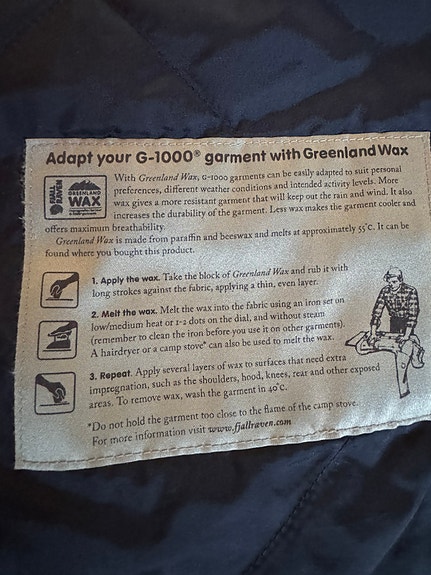 Adapt your G-1000® garment with Greenland Wax
FJÄLL
RÄVEN
GREENLAND
WAX
With Greenland Wax, G-1000 garments can be easily adapted to suit personal
preferences, different weather conditions and intended activity levels. More
wax gives a more resistant garment that will keep out the rain and wind. It also
increases the durability of the garment. Less wax makes the garment cooler and
offers maximum breathability.
Greenland Wax is made from paraffin and beeswax and melts at approximately 55°C. It can be
found where you bought this product.
1. Apply the wax. Take the block of Greenland Wax and rub it with
long strokes against the fabric, applying a thin, even layer.
2. Melt the wax. Melt the wax into the fabric using an iron set on
low/medium heat or 1-2 dots on the dial, and without steam
(remember to clean the iron before you use it on other garments).
A hairdryer or a camp stove* can also be used to melt the wax.
3. Repeat. Apply several layers of wax to surfaces that need extra
impregnation, such as the shoulders, hood, knees, rear and other exposed
areas. To remove wax, wash the garment in 40°C.
*Do not hold the garment too close to the flame of the camp stove.
For more information visit www.fjallraven.com